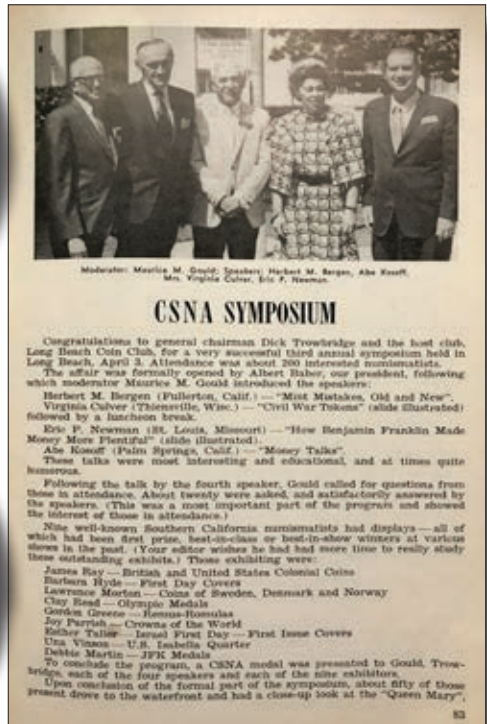 Moderator: Maurice M. Gould; Speakers: Herbert M. Bergen, Abe Kosoff,
Mrs. Virginia Culver, Eric P. Newman.
CSNA SYMPOSIUM
Congratulations to general chairman Dick Trowbridge and the host club,
Long Beach Coin Club, for a very successful third annual symposium held in
Long Beach, April 3. Attendance was about 200 interested numismatists.
The affair was formally opened by Albert Baber, our president, following
which moderator Maurice M. Gould introduced the speakers:
Herbert M. Bergen (Fullerton, Calif.) — "Mint Mistakes, Old and New".
Virginia Culver (Thiensville, Wisc.) — "Civil War Tokens" (slide illustrated)
followed by a luncheon break.
Eric P. Newman (St. Louis, Missouri) — "How Benjamin Franklin Made
Money More Plentiful" (slide illustrated).
Abe Kosoff (Palm Springs, Calif.) — "Money Talks".
These talks were most interesting and educational, and at times quite
humorous.
Following the talk by the fourth speaker, Gould called for questions from
those in attendance. About twenty were asked, and satisfactorily answered by
the speakers. (This was a most important part of the program and showed
the interest of those in attendance.)
Nine well-known Southern California numismatists had displays — all of
which had been first prize, best-in-class or best-in-show winners at various
shows in the past. (Your editor wishes he had had more time to really study
these outstanding exhibits.) Those exhibiting were:
James Ray — British and United States Colonial Coins
Barbara Hyde — First Day Covers
Lawrence Morton — Coins of Sweden, Denmark and Norway
Clay Read — Olympic Medals
Gordon Greene — Remus-Romulas
Joy Parrish — Crowns of the World
Esther Taller — Israel First Day — First Issue Covers
Una Vinson — U.S. Isabella Quarter
Debbie Martin — JFK Medals
To conclude the program, a CSNA medal was presented to Gould, Trow-
bridge, each of the four speakers and each of the nine exhibitors.
Upon conclusion of the formal part of the symposium, about fifty of those
present drove to the waterfront and had a close-up look at the "Queen Mary",
83